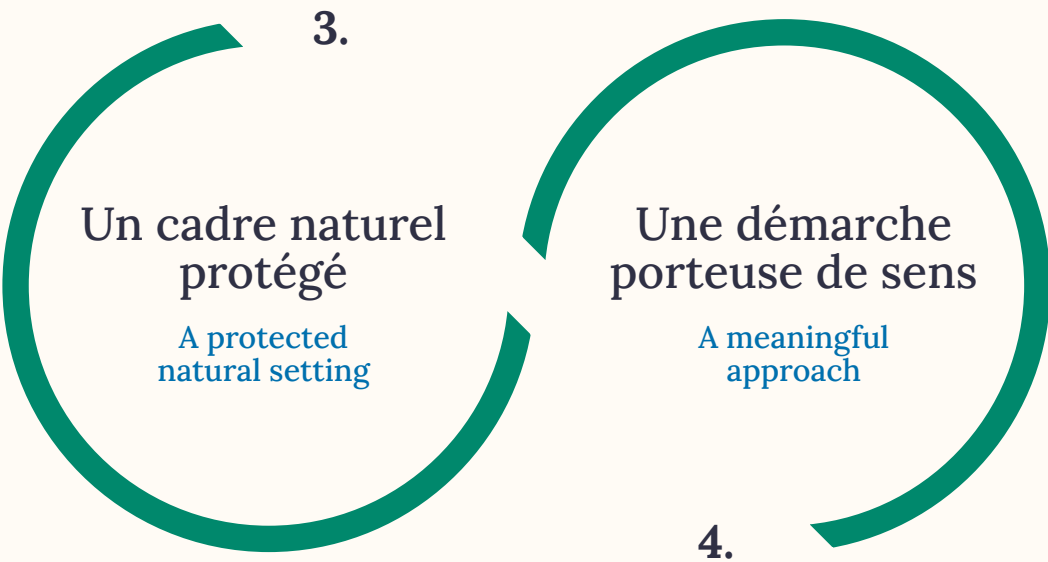 3.
Un cadre naturel
protégé
A protected
natural setting
Une démarche
porteuse de sens
A meaningful
approach
4.